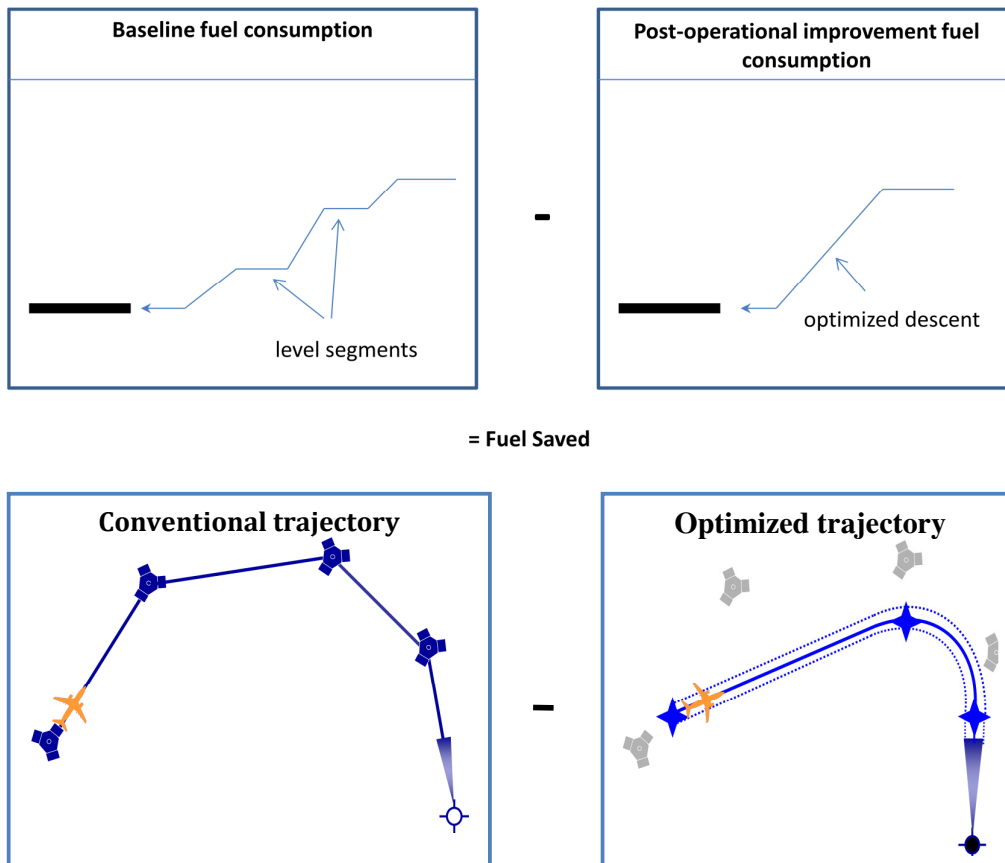 Baseline fuel consumption
Post-operational improvement fuel
consumption
-
level segments
optimized descent
= Fuel Saved
Conventional trajectory
Optimized trajectory
-